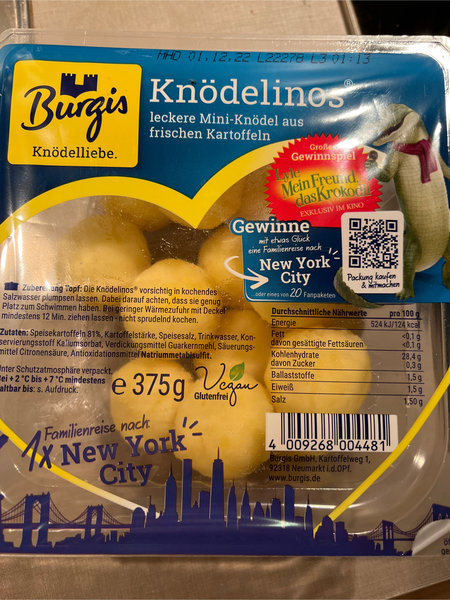 MHD 01.12.22 L22278 L3 01:13
Burgis
Knödelliebe.
Knödelinos®
leckere Mini-Knödel aus
frischen Kartoffeln
Großes
Gewinnspiel
Lyle
Mein Freund,
das Krokodil
EXKLUSIV IM KINO
Gewinne
mit etwas Glück
eine Familienreise nach
New York
City
oder eines von 20 Fanpaketen
Packung kaufen
& mitmachen
Zubereitung Topf: Die Knödelinos® vorsichtig in kochendes
Salzwasser plumpsen lassen. Dabei darauf achten, dass sie genug
Platz zum Schwimmen haben. Bei geringer Wärmezufuhr mit Deckel
mindestens 12 Min. ziehen lassen - nicht sprudelnd kochen.
Zutaten: Speisekartoffeln 81%, Kartoffelstärke, Speisesalz, Trinkwasser, Kon-
servierungsstoff Kaliumsorbat, Verdickungsmittel Guarkernmehl, Säuerungs-
mittel Citronensäure, Antioxidationsmittel Natriummetabisulfit.
Unter Schutzatmosphäre verpackt.
Bei + 2 °C bis + 7 °C mindestens
haltbar bis: s. Aufdruck.
e 375g
Vegan
Glutenfrei
Durchschnittliche Nährwerte pro 100 g
Energie 524 kJ/124 kcal
Fett <0,1 g
davon gesättigte Fettsäuren <0,1 g
Kohlenhydrate 28,4 g
davon Zucker 0,3 g
Ballaststoffe 1,5 g
Eiweiß 1,5 g
Salz 1,50 g
4 009268 004481
Burgis GmbH, Kartoffelweg 1,
92318 Neumarkt i.d.OPf.
www.burgis.de
Familienreise nach
1x New York
City